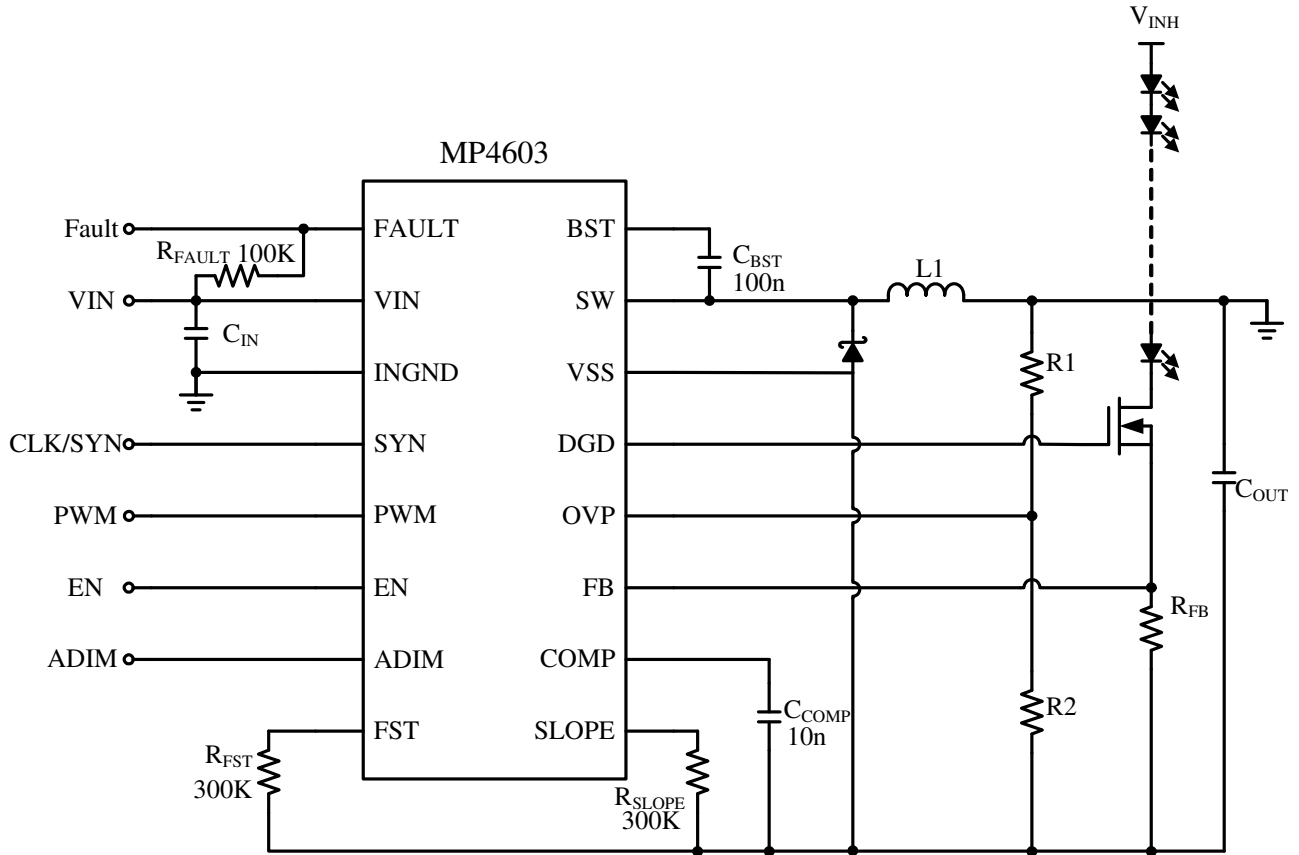 V_INH
MP4603
Fault
FAULT
BST
R_FAULT 100K
C_BST
100n
L1
VIN
VIN
SW
C_IN
INGND
VSS
R1
CLK/SYN
SYN
DGD
C_OUT
PWM
PWM
OVP
EN
EN
FB
R_FB
ADIM
ADIM
COMP
C_COMP
10n
R2
FST
SLOPE
R_FST
300K
R_SLOPE
300K